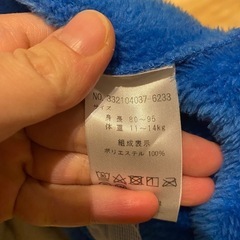 NO.332104037-6233
サイズ
身長 80~95
体重 11~14kg
組成表示
ポリエステル 100%